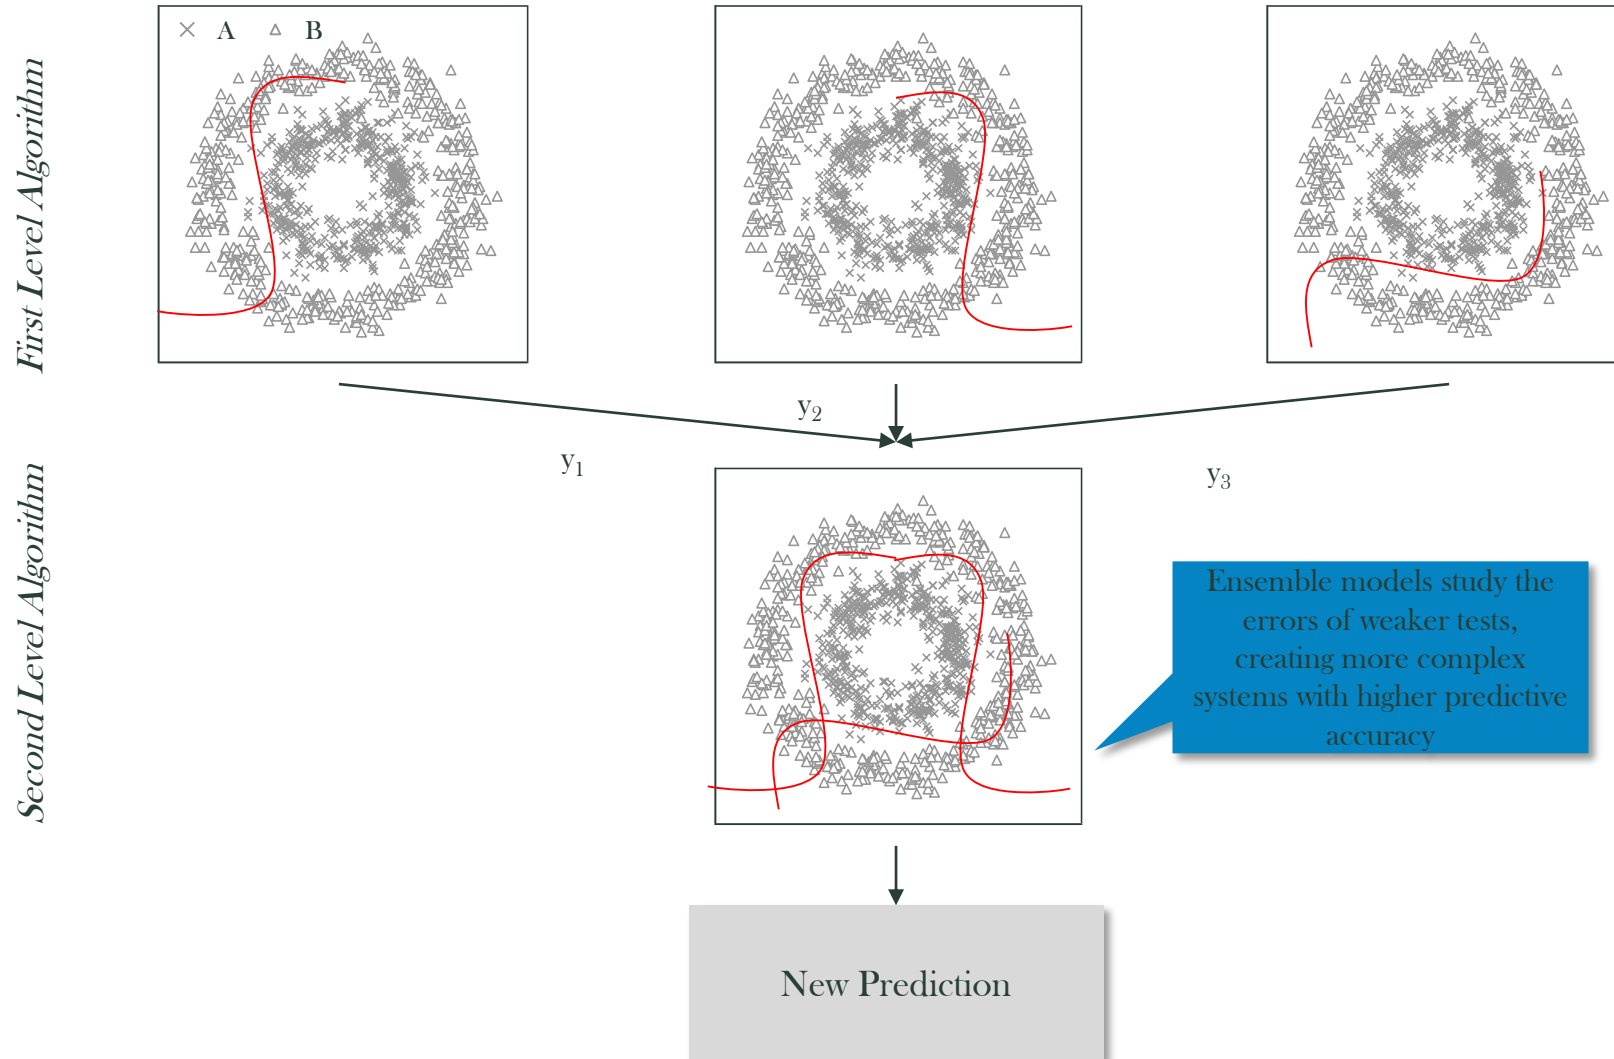 First Level Algorithm
A
B
y2
y1
y3
Second Level Algorithm
Ensemble models study the
errors of weaker tests,
creating more complex
systems with higher predictive
accuracy
New Prediction